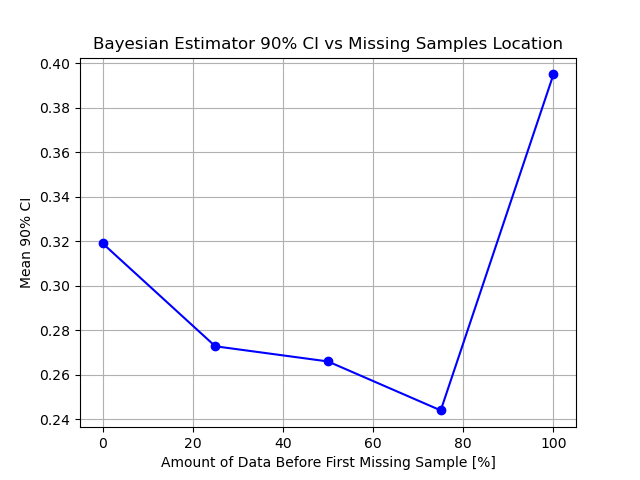 Bayesian Estimator 90% CI vs Missing Samples Location
0.40
0.38
0.36
0.34
0.32
0.30
0.28
0.26
0.24
Mean 90% CI
0 20 40 60 80 100
Amount of Data Before First Missing Sample [%]